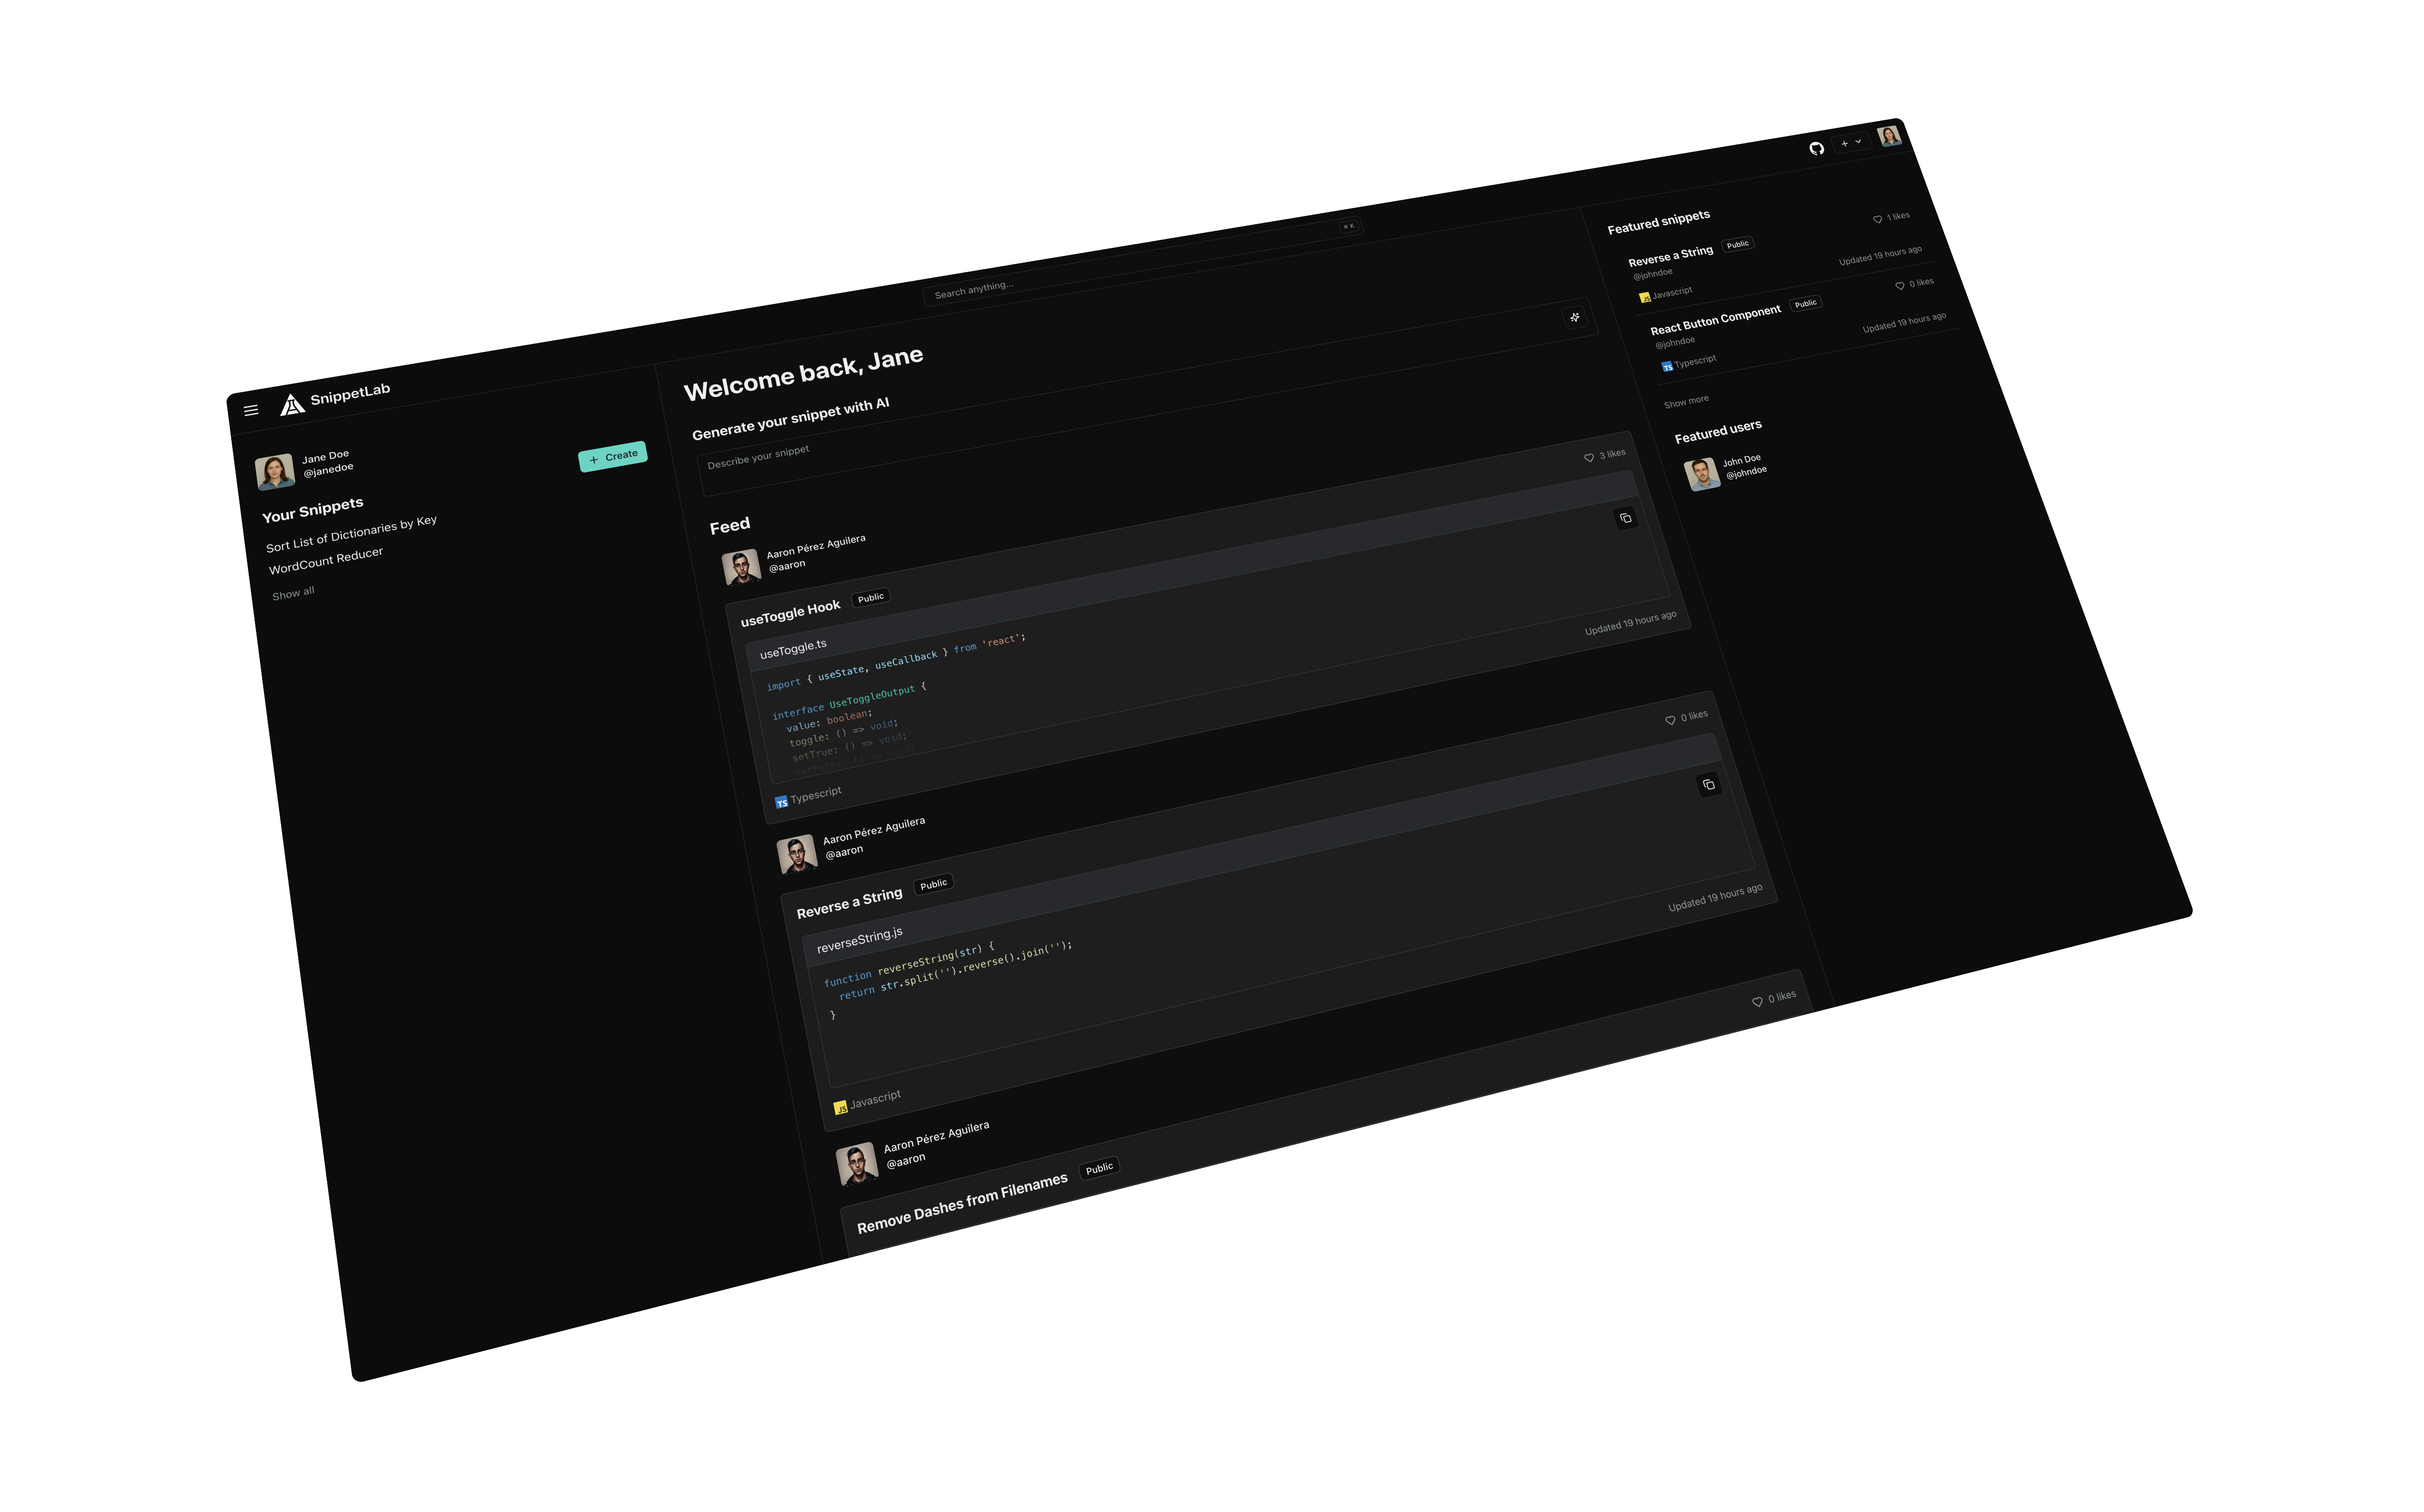 SnippetLab
Search anything...
⌘ K
Jane Doe
@janedoe
Create
Your Snippets
Sort List of Dictionaries by Key
WordCount Reducer
Show all
Welcome back, Jane
Generate your snippet with AI
Describe your snippet
Feed
Aaron Pérez Aguilera
@aaron
useToggle Hook Public
3 likes
useToggle.ts
import { useState, useCallback } from 'react';
interface UseToggleOutput {
value: boolean;
toggle: () => void;
setTrue: () => void;
setFalse: () => void;
TS Typescript
Updated 19 hours ago
Aaron Pérez Aguilera
@aaron
Reverse a String Public
0 likes
reverseString.js
function reverseString(str) {
return str.split('').reverse().join('');
}
JS Javascript
Updated 19 hours ago
Aaron Pérez Aguilera
@aaron
Remove Dashes from Filenames Public
0 likes
Featured snippets
Reverse a String Public
1 likes
@johndoe
JS Javascript
Updated 19 hours ago
React Button Component Public
0 likes
@johndoe
TS Typescript
Updated 19 hours ago
Show more
Featured users
John Doe
@johndoe